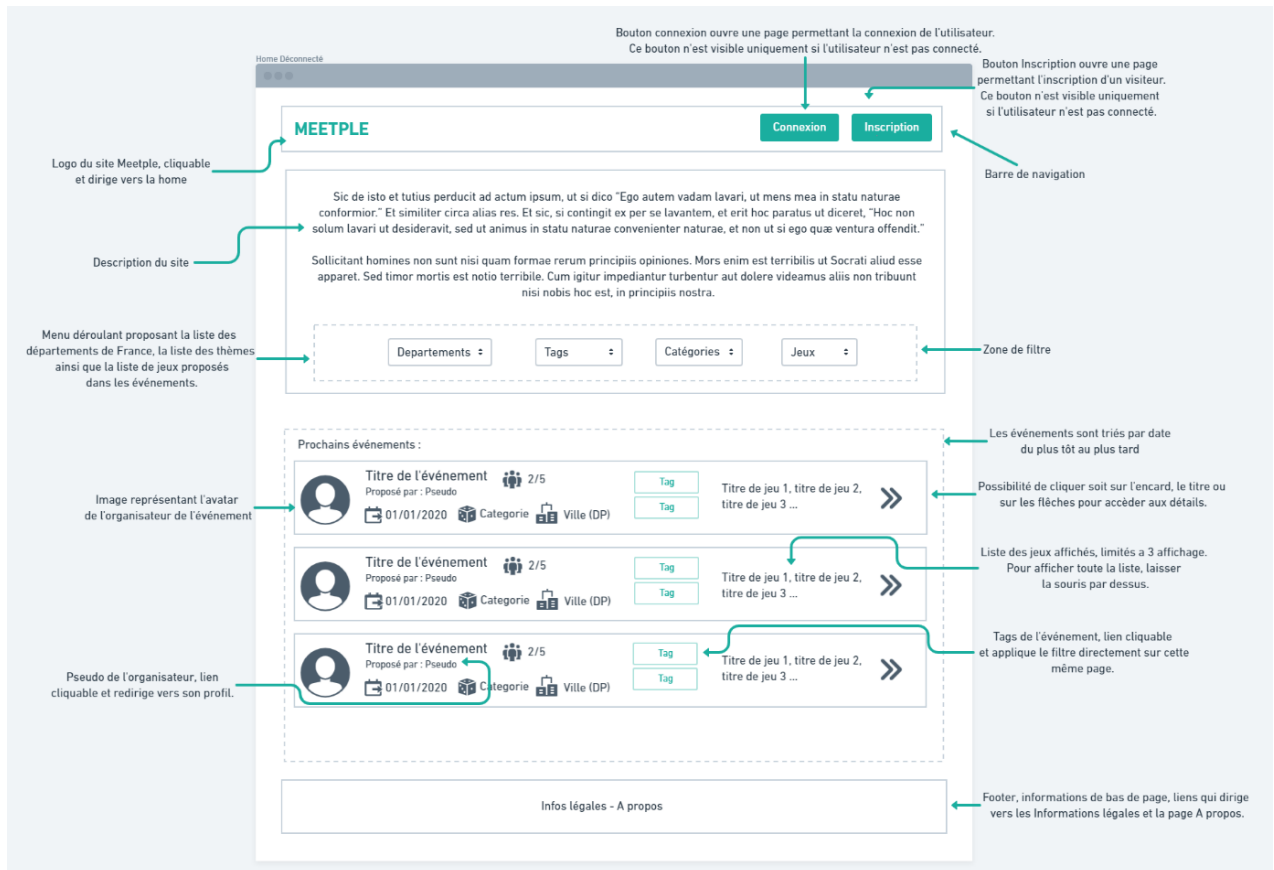 Bouton connexion ouvre une page permettant la connexion de l'utilisateur.
Ce bouton n'est visible uniquement si l'utilisateur n'est pas connecté.
Home Déconnecté
Bouton Inscription ouvre une page
permettant l'inscription d'un visiteur.
Ce bouton n'est visible uniquement
si l'utilisateur n'est pas connecté.
MEETPLE
Connexion
Inscription
Logo du site Meetple, cliquable
et dirige vers la home
Barre de navigation
Sic de isto et tutius perducit ad actum ipsum, ut si dico "Ego autem vadam lavari, ut mens mea in statu naturae
conformior." Et similiter circa alias res. Et sic, si contingit ex per se lavantem, et erit hoc paratus ut diceret, "Hoc non
solum lavari ut desideravit, sed ut animus in statu naturae convenienter naturae, et non ut si ego quæ ventura offendit."
Description du site
Sollicitant homines non sunt nisi quam formae rerum principiis opiniones. Mors enim est terribilis ut Socrati aliud esse
apparet. Sed timor mortis est notio terribile. Cum igitur impediantur turbentur aut dolere videamus aliis non tribuunt
nisi nobis hoc est, in principiis nostra.
Menu déroulant proposant la liste des
départements de France, la liste des thèmes
ainsi que la liste de jeux proposés
dans les événements.
Departements
Tags
Catégories
Jeux
Zone de filtre
Prochains événements :
Les événements sont triés par date
du plus tôt au plus tard
Image représentant l'avatar
de l'organisateur de l'événement
Titre de l'événement
2/5
Proposé par : Pseudo
01/01/2020
Categorie
Ville (DP)
Tag
Tag
Titre de jeu 1, titre de jeu 2,
titre de jeu 3 ...
Possibilité de cliquer soit sur l'encard, le titre ou
sur les flêches pour accèder aux détails.
Titre de l'événement
2/5
Proposé par : Pseudo
01/01/2020
Categorie
Ville (DP)
Tag
Tag
Titre de jeu 1, titre de jeu 2,
titre de jeu 3 ...
Liste des jeux affichés, limités a 3 affichage.
Pour afficher toute la liste, laisser
la souris par dessus.
Pseudo de l'organisateur, lien
cliquable et redirige vers son profil.
Titre de l'événement
2/5
Proposé par : Pseudo
01/01/2020
Categorie
Ville (DP)
Tag
Tag
Titre de jeu 1, titre de jeu 2,
titre de jeu 3 ...
Tags de l'événement, lien cliquable
et applique le filtre directement sur cette
même page.
Infos légales - A propos
Footer, informations de bas de page, liens qui dirige
vers les Informations légales et la page A propos.